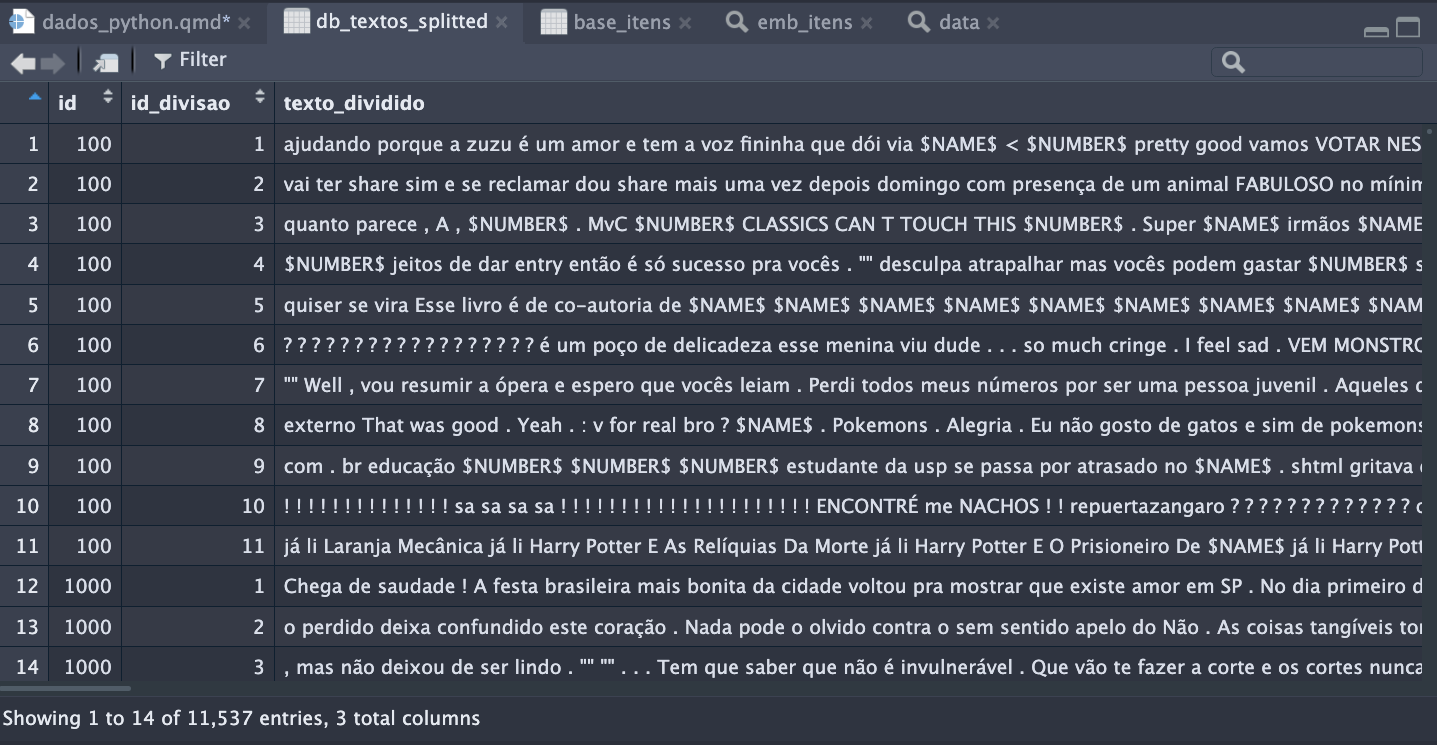 dados_python.qmd* db_textos_splitted base_itens emb_itens data
Filter
id id_divisao texto_dividido
1 100 1 ajudando porque a zuzu é um amor e tem a voz fininha que dói via $NAME$ < $NUMBER$ pretty good vamos VOTAR NES
2 100 2 vai ter share sim e se reclamar dou share mais uma vez depois domingo com presença de um animal FABULOSO no mínim
3 100 3 quanto parece , A , $NUMBER$ . MvC $NUMBER$ CLASSICS CAN T TOUCH THIS $NUMBER$ . Super $NAME$ irmãos $NAME
4 100 4 $NUMBER$ jeitos de dar entry então é só sucesso pra vocês . "" desculpa atrapalhar mas vocês podem gastar $NUMBER$ s
5 100 5 quiser se vira Esse livro é de co-autoria de $NAME$ $NAME$ $NAME$ $NAME$ $NAME$ $NAME$ $NAME$ $NAME$ $NAM
6 100 6 ? ? ? ? ? ? ? ? ? ? ? ? ? ? ? ? ? ? é um poço de delicadeza esse menina viu dude . . . so much cringe . I feel sad . VEM MONSTRO
7 100 7 "" Well , vou resumir a ópera e espero que vocês leiam . Perdi todos meus números por ser uma pessoa juvenil . Aqueles
8 100 8 externo That was good . Yeah . : v for real bro ? $NAME$ . Pokemons . Alegria . Eu não gosto de gatos e sim de pokemons
9 100 9 com . br educação $NUMBER$ $NUMBER$ $NUMBER$ estudante da usp se passa por atrasado no $NAME$ . shtml gritava
10 100 10 ! ! ! ! ! ! ! ! ! ! ! ! ! ! sa sa sa sa ! ! ! ! ! ! ! ! ! ! ! ! ! ! ! ! ! ! ! ! ! ENCONTRÉ me NACHOS ! ! repuertazangaro ? ? ? ? ? ? ? ? ? ? ? ? ?
11 100 11 já li Laranja Mecânica já li Harry Potter E As Relíquias Da Morte já li Harry Potter E O Prisioneiro De $NAME$ já li Harry Pott
12 1000 1 Chega de saudade ! A festa brasileira mais bonita da cidade voltou pra mostrar que existe amor em SP . No dia primeiro d
13 1000 2 o perdido deixa confundido este coração . Nada pode o olvido contra o sem sentido apelo do Não . As coisas tangíveis tor
14 1000 3 , mas não deixou de ser lindo . "" "" . . . Tem que saber que não é invulnerável . Que vão te fazer a corte e os cortes nunca
Showing 1 to 14 of 11,537 entries, 3 total columns